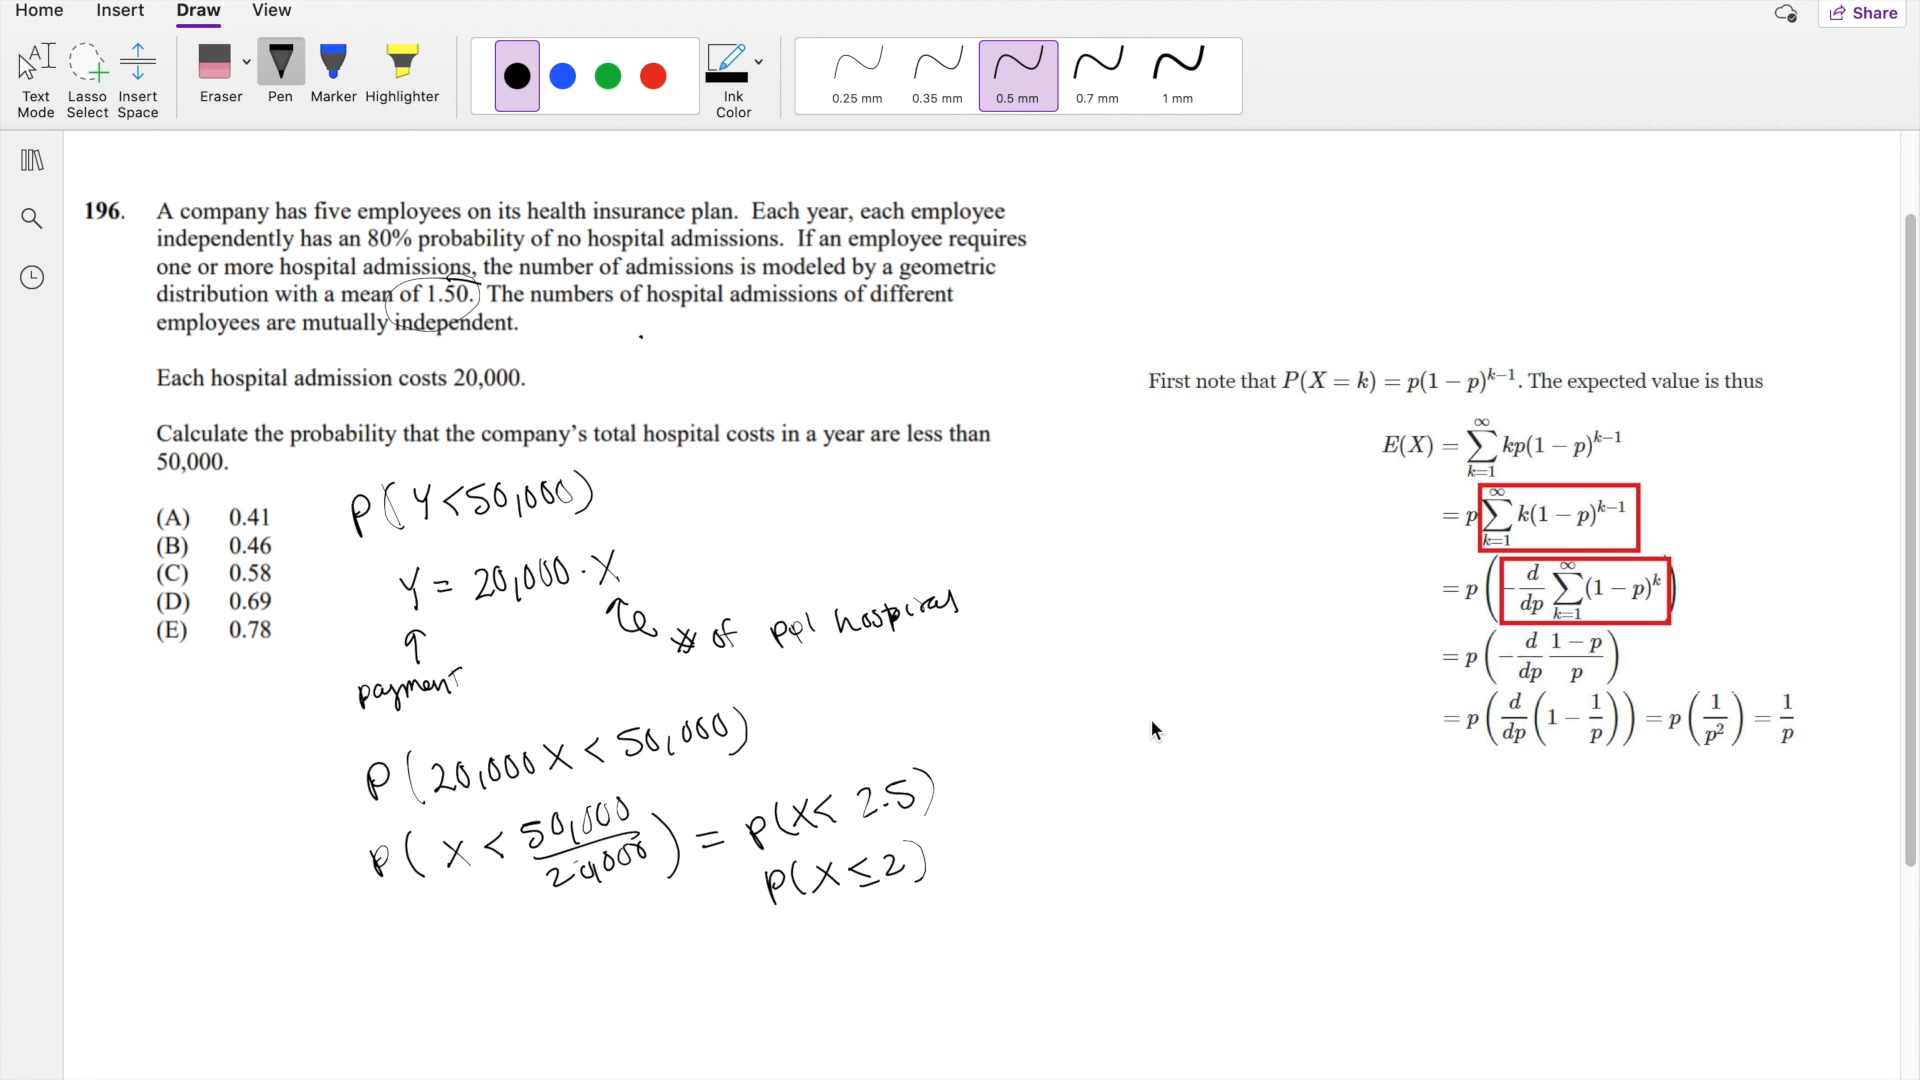 Home Insert Draw View
Share
Text Mode
Lasso Select
Insert Space
Eraser
Pen
Marker
Highlighter
Ink Color
0.25 mm
0.35 mm
0.5 mm
0.7 mm
1 mm
196. A company has five employees on its health insurance plan. Each year, each employee
independently has an 80% probability of no hospital admissions. If an employee requires
one or more hospital admissions, the number of admissions is modeled by a geometric
distribution with a mean of 1.50. The numbers of hospital admissions of different
employees are mutually independent.
Each hospital admission costs 20,000.
Calculate the probability that the company's total hospital costs in a year are less than
50,000.
(A) 0.41
(B) 0.46
(C) 0.58
(D) 0.69
(E) 0.78
P(Y<50,000)
Y = 20,000 · X
# of ppl
payment
P(20,000X < 50,000)
P(X < 50,000/20,000) = P(X< 2.5)
P(X ≤ 2)
First note that P(X = k) = p(1 − p)^{k−1}. The expected value is thus
E(X) = ∑_{k=1}^{∞} kp(1 − p)^{k−1}
= p ∑_{k=1}^{∞} k(1 − p)^{k−1}
= p (− d/dp ∑_{k=1}^{∞} (1 − p)^k)
= p (− d/dp (1 − p)/p)
= p (d/dp (1 − 1/p)) = p (1/p²) = 1/p